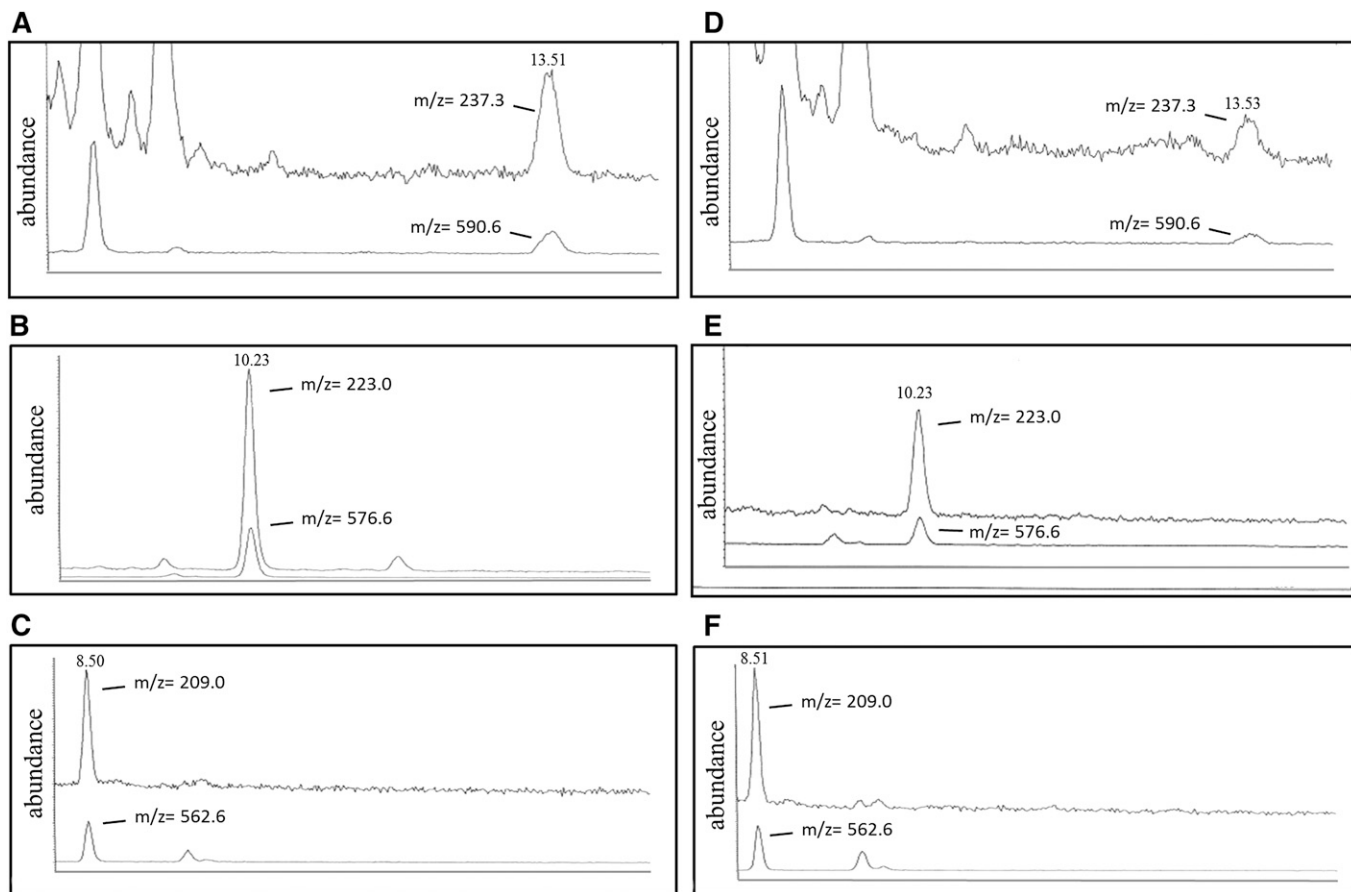 A
abundance
13.51
m/z= 237.3
m/z= 590.6
B
abundance
10.23
m/z= 223.0
m/z= 576.6
C
abundance
8.50
m/z= 209.0
m/z= 562.6
D
abundance
13.53
m/z= 237.3
m/z= 590.6
E
abundance
10.23
m/z= 223.0
m/z= 576.6
F
abundance
8.51
m/z= 209.0
m/z= 562.6